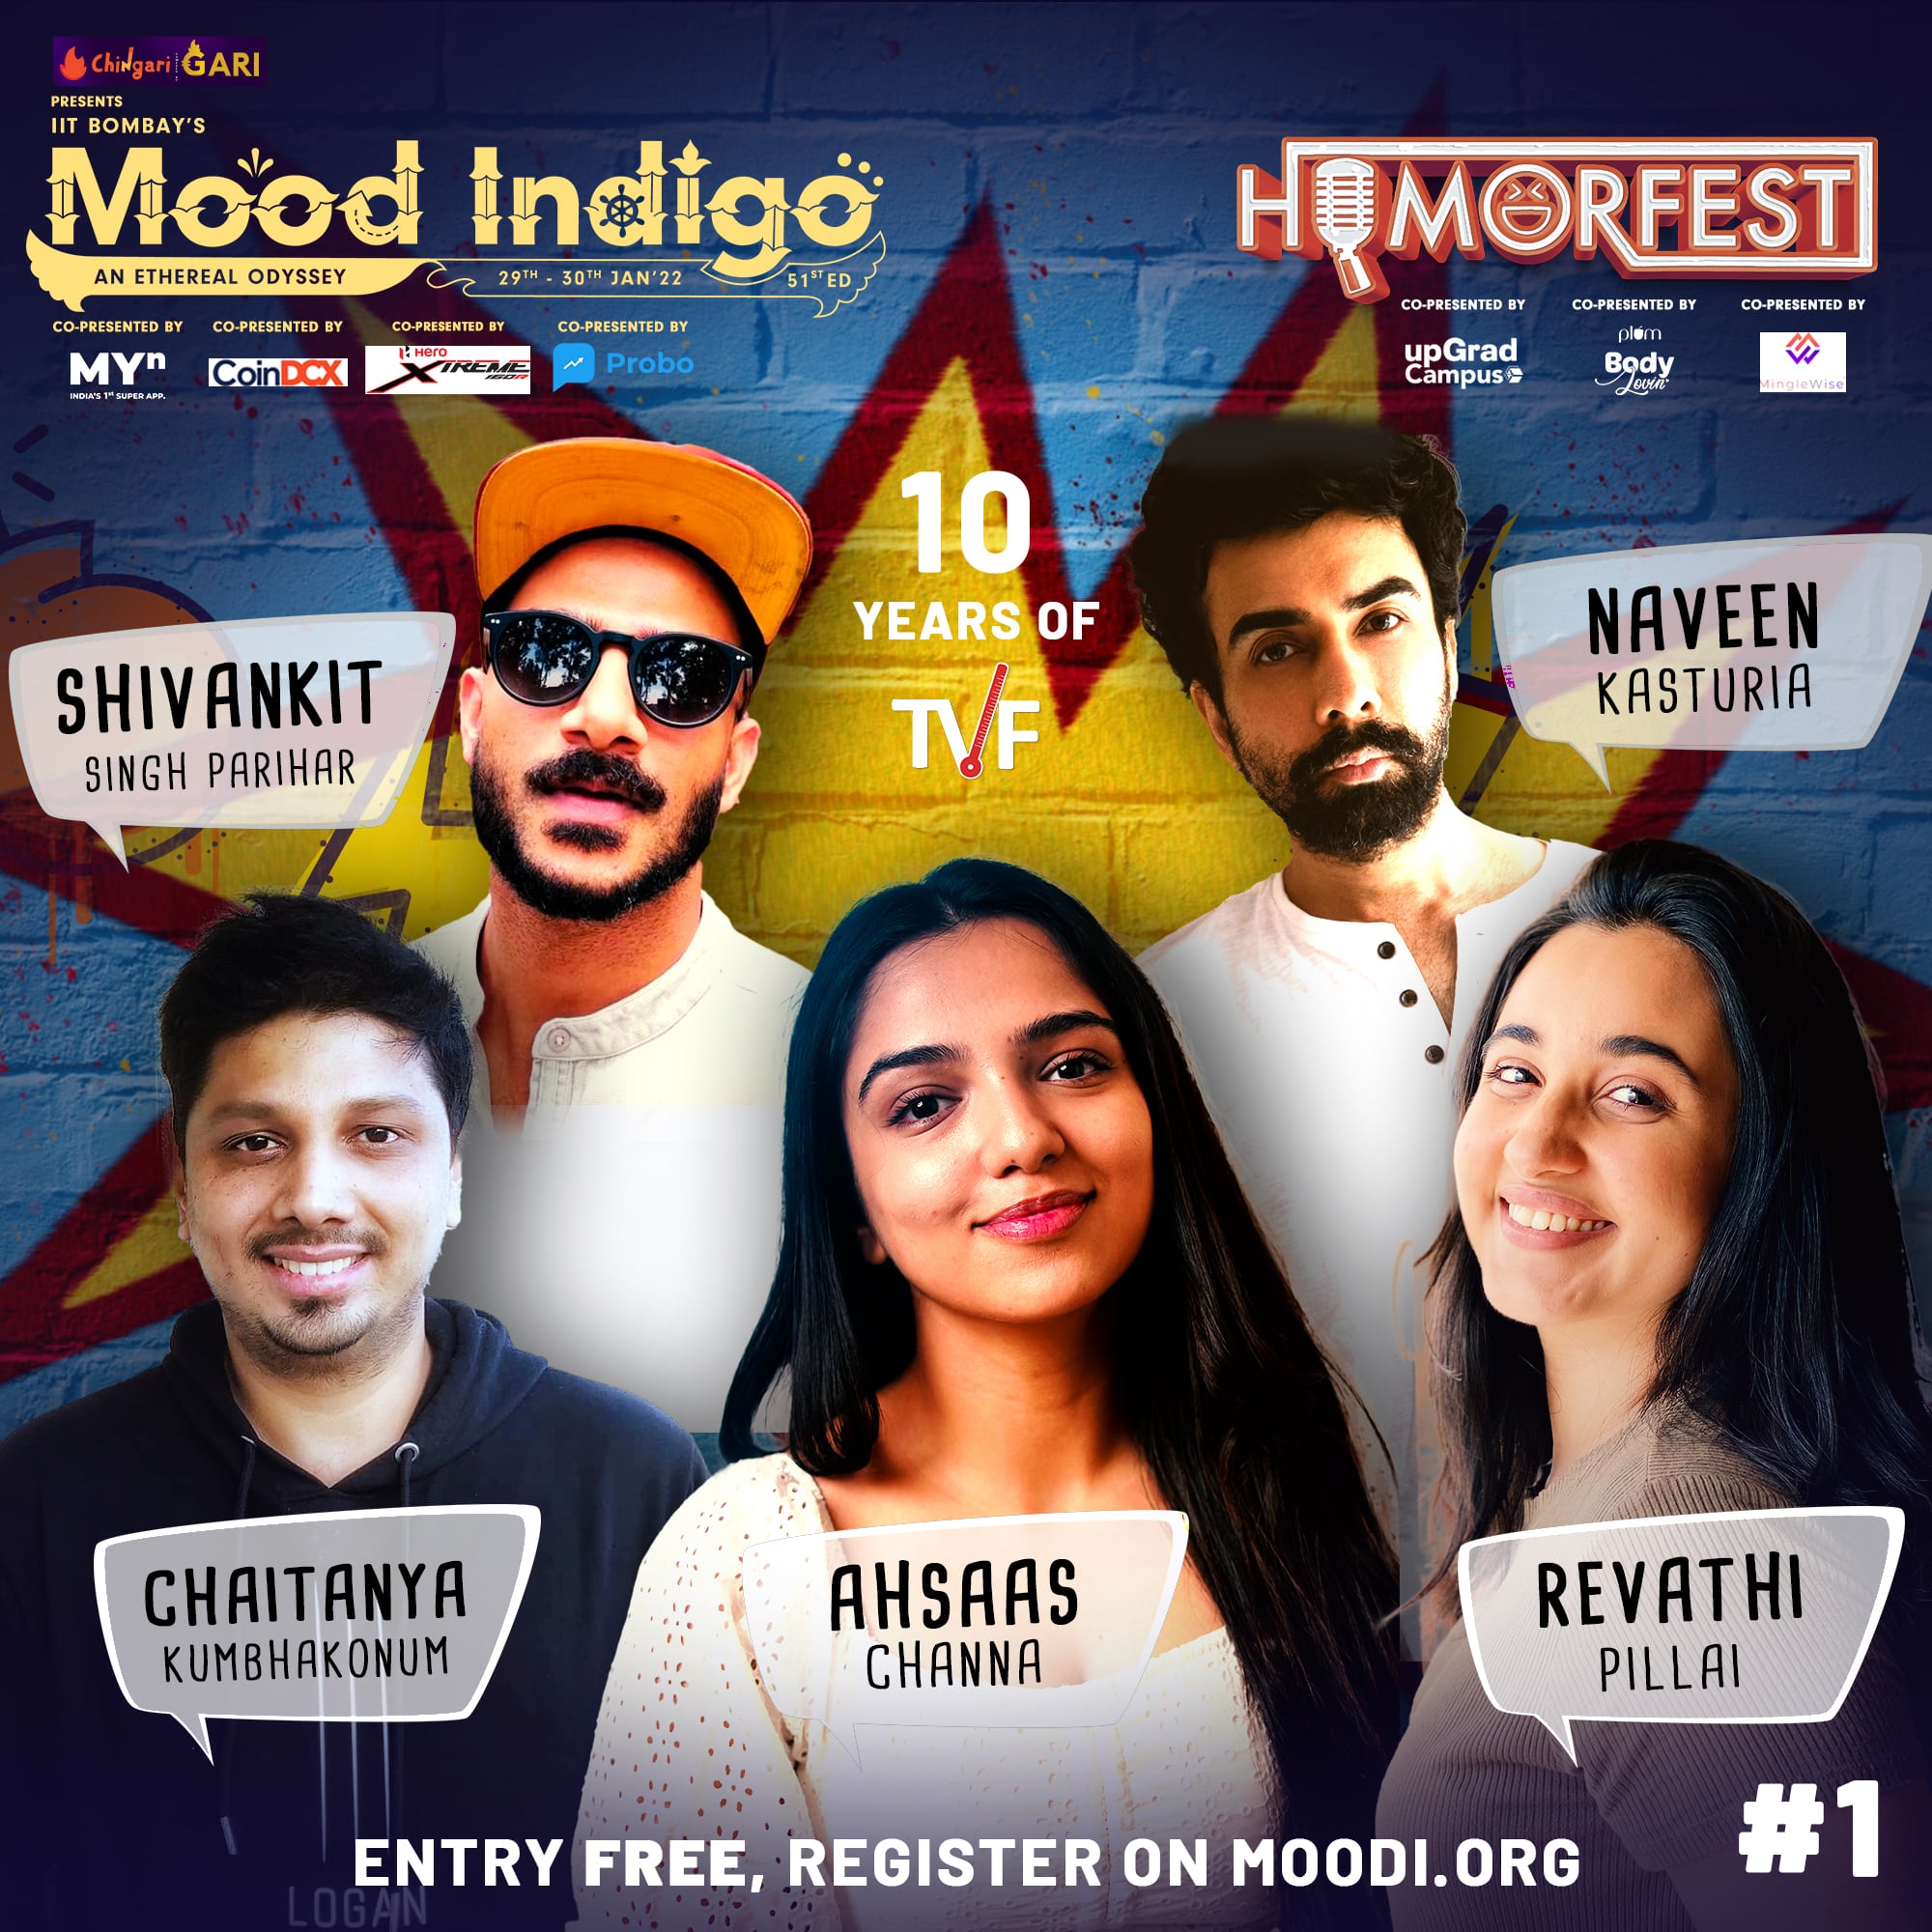 Chingari GARI
PRESENTS
IIT BOMBAY'S
Mood Indigo
AN ETHEREAL ODYSSEY
29TH - 30TH JAN'22
51ST ED
CO-PRESENTED BY CO-PRESENTED BY CO-PRESENTED BY CO-PRESENTED BY
MYn
INDIA'S 1st SUPER APP.
CoinDCX
Hero
XTREME
160R
Probo
HUMORFEST
CO-PRESENTED BY CO-PRESENTED BY CO-PRESENTED BY
upGrad
Campus
plum
Body
Lovin'
MingleWise
10
YEARS OF
TVF
SHIVANKIT
SINGH PARIHAR
NAVEEN
KASTURIA
CHAITANYA
KUMBHAKONUM
AHSAAS
CHANNA
REVATHI
PILLAI
#1
ENTRY FREE, REGISTER ON MOODI.ORG
LOGAN